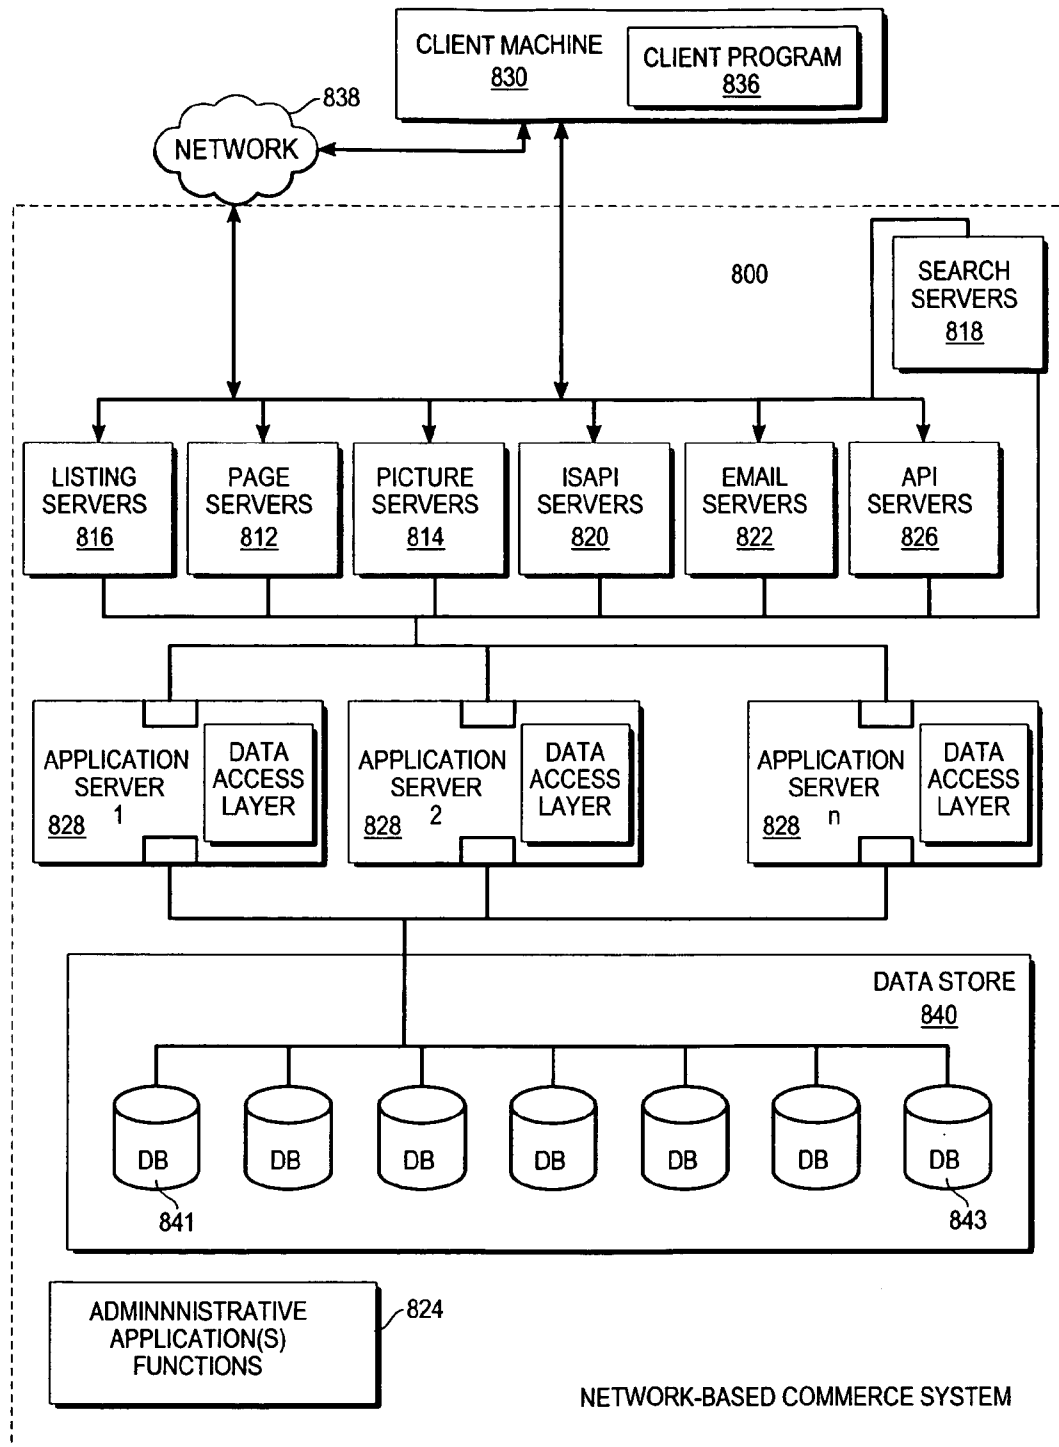 CLIENT MACHINE
830
CLIENT PROGRAM
836
838
NETWORK
800
SEARCH
SERVERS
818
LISTING
SERVERS
816
PAGE
SERVERS
812
PICTURE
SERVERS
814
ISAPI
SERVERS
820
EMAIL
SERVERS
822
API
SERVERS
826
APPLICATION
SERVER
1
828
DATA
ACCESS
LAYER
APPLICATION
SERVER
2
828
DATA
ACCESS
LAYER
APPLICATION
SERVER
n
828
DATA
ACCESS
LAYER
DATA STORE
840
DB
DB
DB
DB
DB
DB
DB
841
843
ADMINNNISTRATIVE
APPLICATION(S)
FUNCTIONS
824
NETWORK-BASED COMMERCE SYSTEM